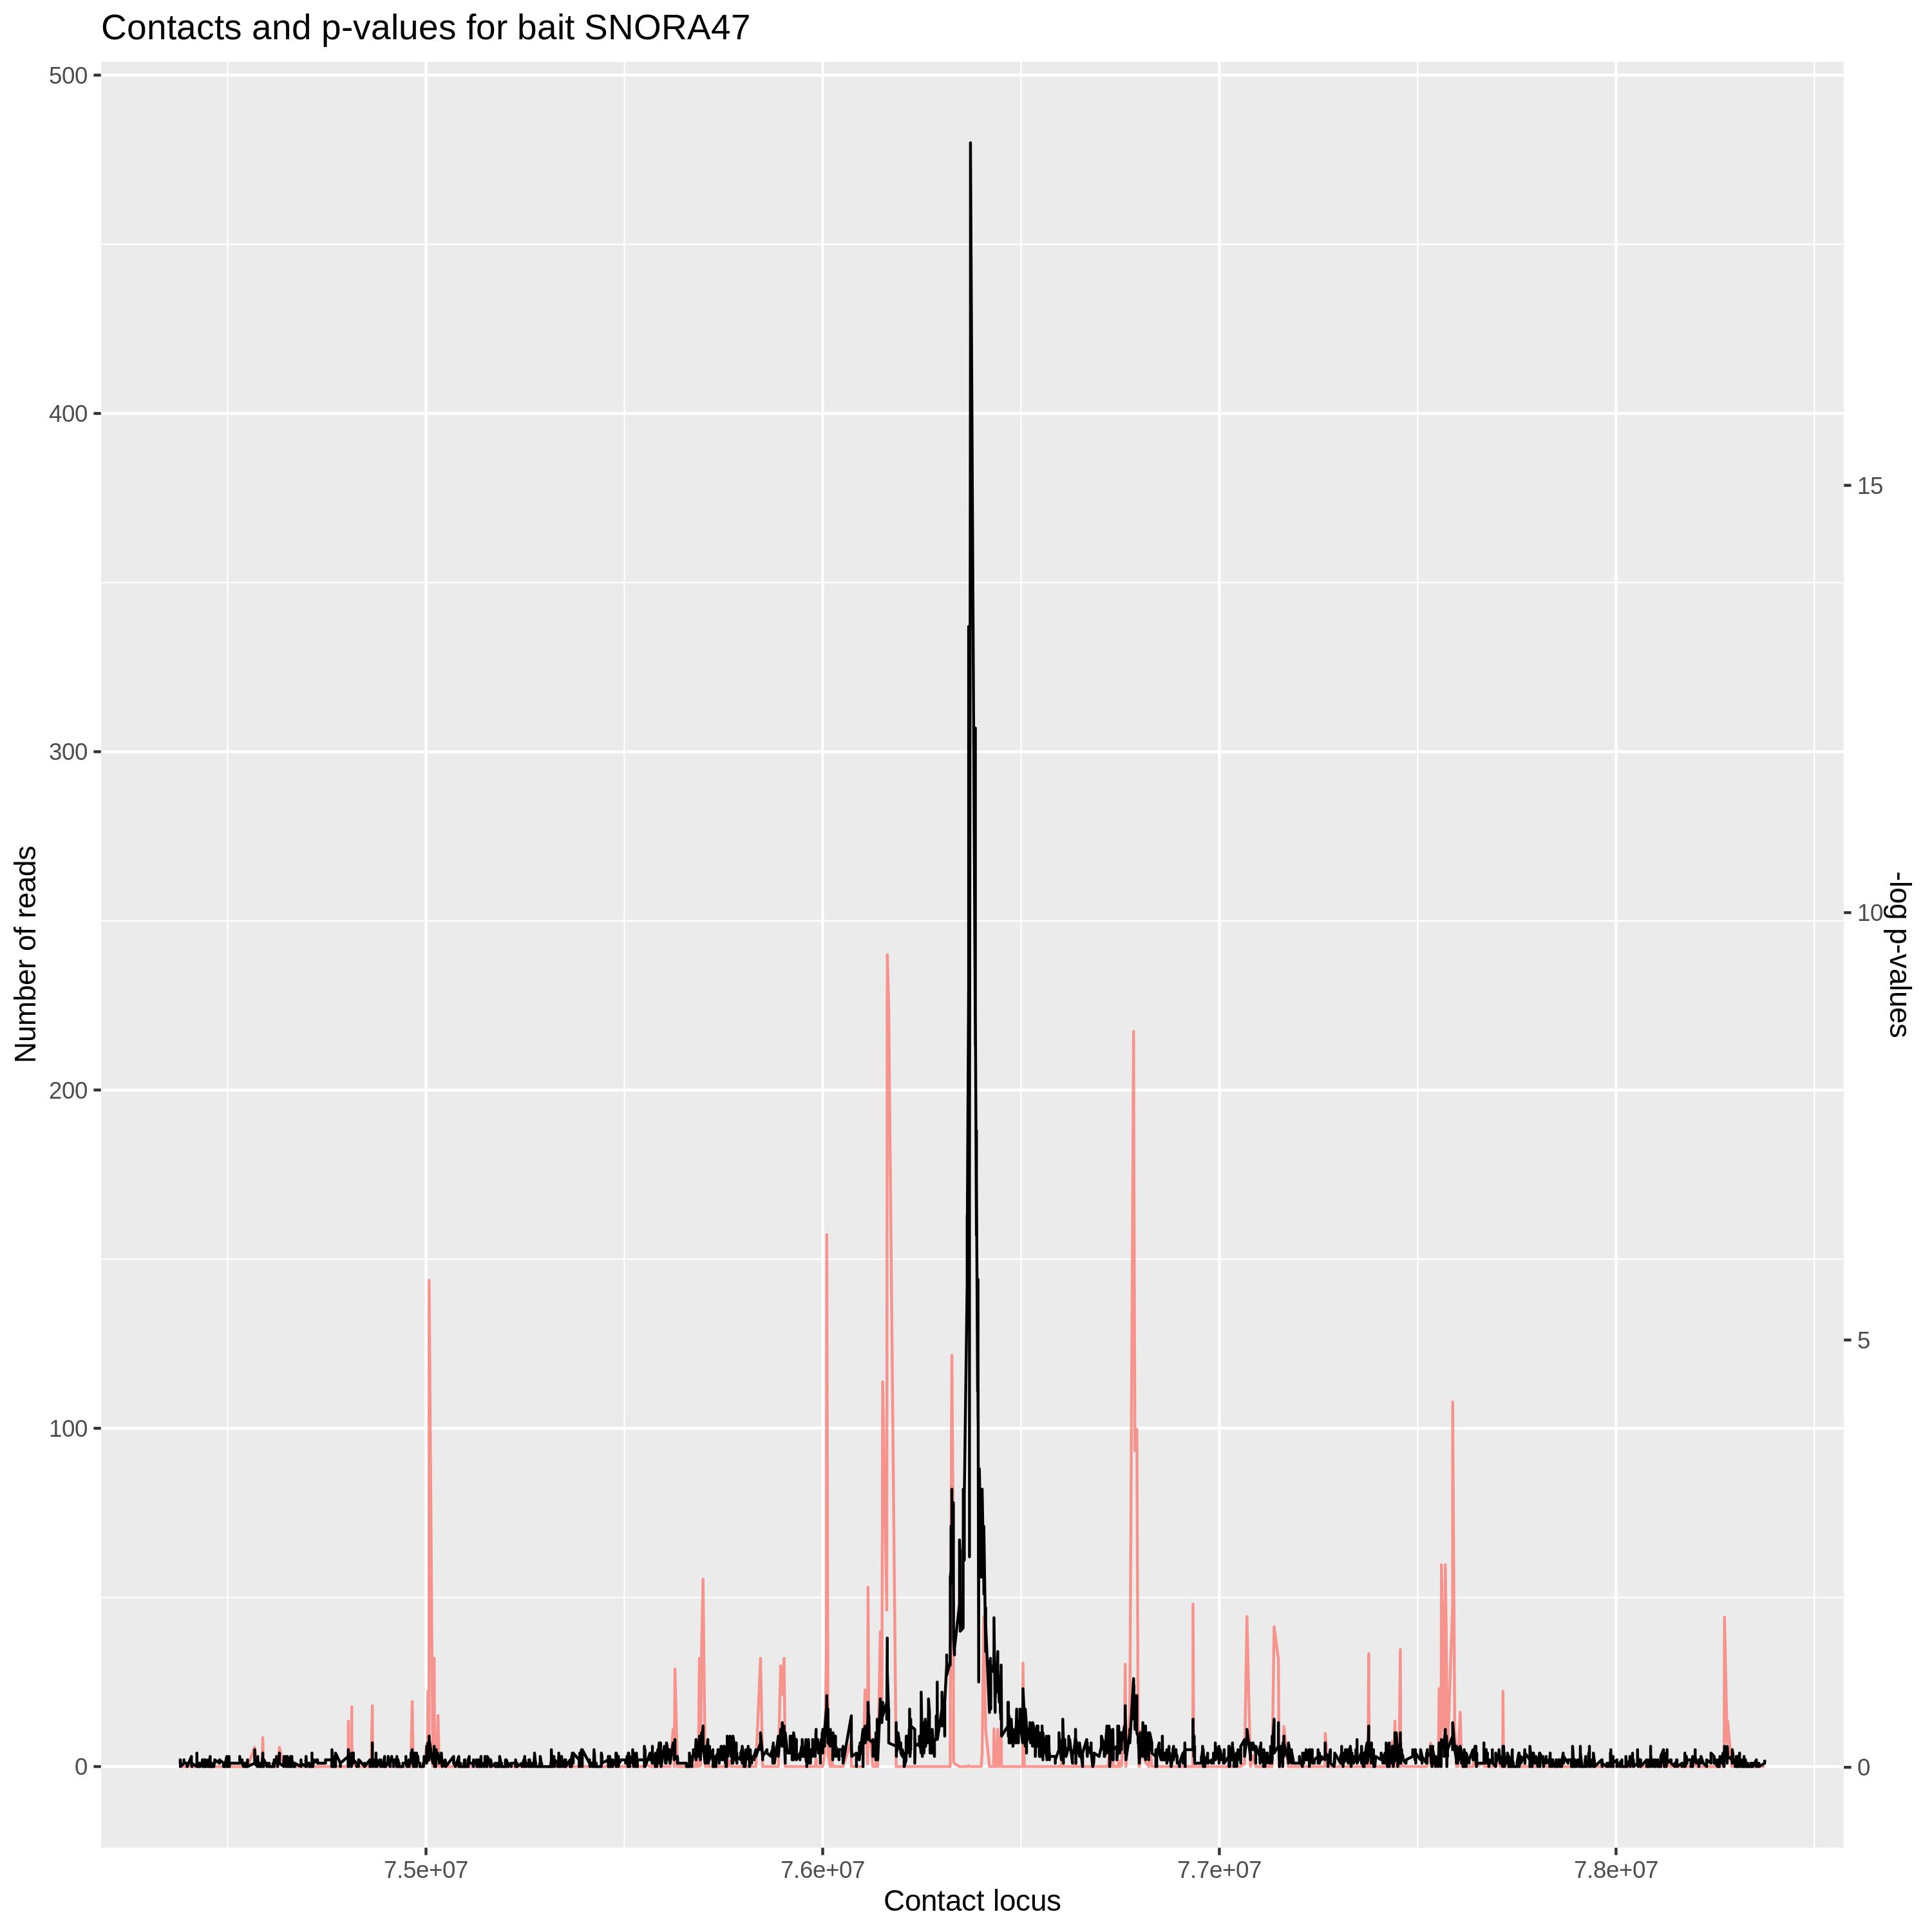 Contacts and p-values for bait SNORA47
500
400
300
200
100
0
Number of reads
15
10
5
0
-log p-values
7.5e+07
7.6e+07
7.7e+07
7.8e+07
Contact locus